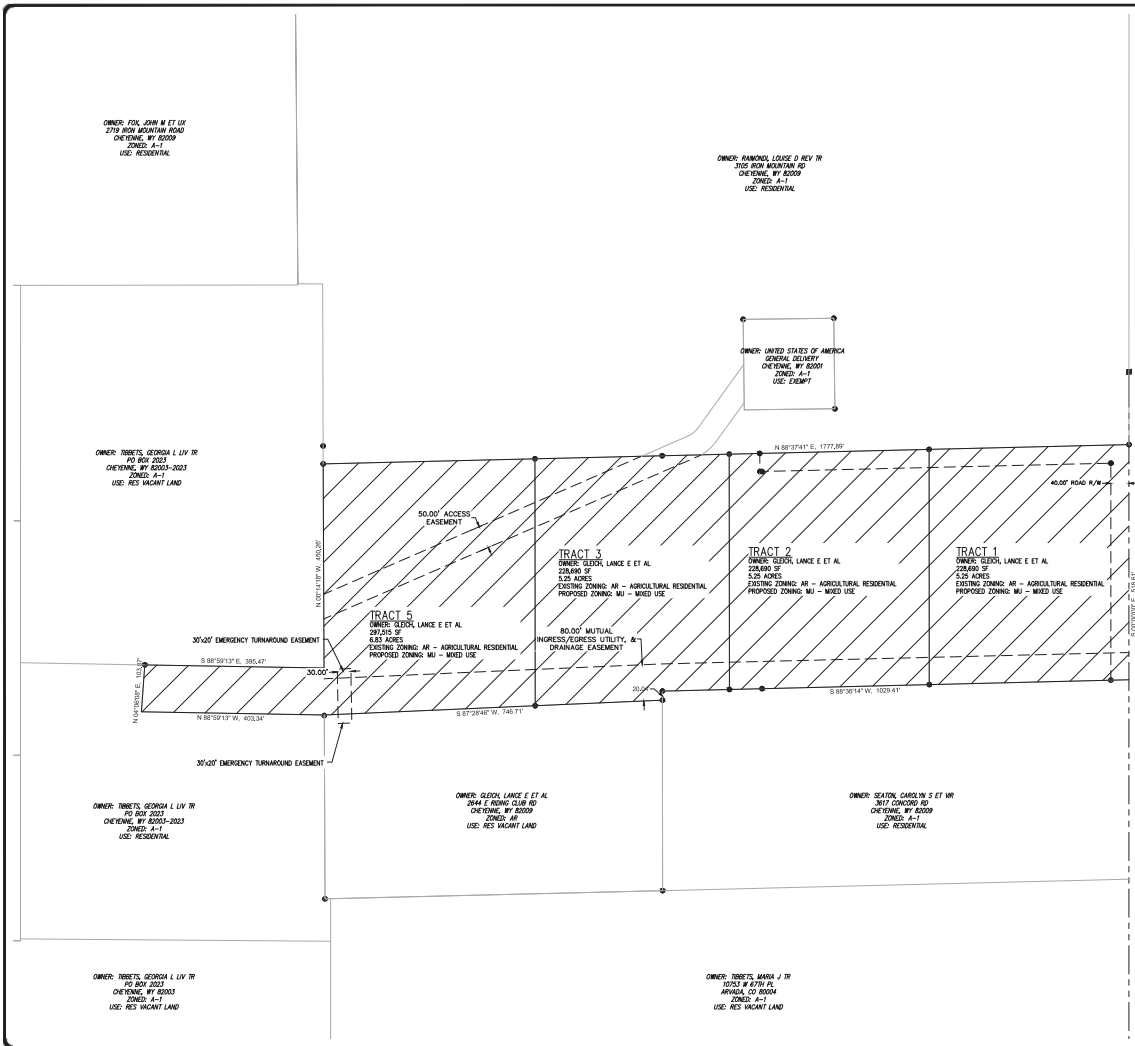 OWNER: FOX, JOHN M ET UX
2719 IRON MOUNTAIN ROAD
CHEYENNE, WY 82009
ZONED: A-1
USE: RESIDENTIAL
OWNER: RAIMONDI, LOUISE D REV TR
3105 IRON MOUNTAIN RD
CHEYENNE, WY 82009
ZONED: A-1
USE: RESIDENTIAL
OWNER: UNITED STATES OF AMERICA
GENERAL DELIVERY
CHEYENNE, WY 82001
ZONED: A-1
USE: EXEMPT
OWNER: TIBBETS, GEORGIA L LIV TR
PO BOX 2023
CHEYENNE, WY 82003-2023
ZONED: A-1
USE: RES VACANT LAND
N 88°37'41" E, 1777.89'
40.00' ROAD R/W
50.00' ACCESS
EASEMENT
N 00°14'18" W, 450.26'
TRACT 3
OWNER: GLEICH, LANCE E ET AL
228,690 SF
5.25 ACRES
EXISTING ZONING: AR - AGRICULTURAL RESIDENTIAL
PROPOSED ZONING: MU - MIXED USE
TRACT 2
OWNER: GLEICH, LANCE E ET AL
228,690 SF
5.25 ACRES
EXISTING ZONING: AR - AGRICULTURAL RESIDENTIAL
PROPOSED ZONING: MU - MIXED USE
TRACT 1
OWNER: GLEICH, LANCE E ET AL
228,690 SF
5.25 ACRES
EXISTING ZONING: AR - AGRICULTURAL RESIDENTIAL
PROPOSED ZONING: MU - MIXED USE
TRACT 5
OWNER: GLEICH, LANCE E ET AL
297,515 SF
6.83 ACRES
EXISTING ZONING: AR - AGRICULTURAL RESIDENTIAL
PROPOSED ZONING: MU - MIXED USE
80.00' MUTUAL
INGRESS/EGRESS UTILITY, &
DRAINAGE EASEMENT
30'x20' EMERGENCY TURNAROUND EASEMENT
S 88°59'13" E, 395.47'
30.00'
20.04'
S 88°36'14" W, 1029.41'
N 88°59'13" W, 403.34'
S 87°28'46" W, 746.71'
30'x20' EMERGENCY TURNAROUND EASEMENT
OWNER: TIBBETS, GEORGIA L LIV TR
PO BOX 2023
CHEYENNE, WY 82003-2023
ZONED: A-1
USE: RESIDENTIAL
OWNER: GLEICH, LANCE E ET AL
2644 E RIDING CLUB RD
CHEYENNE, WY 82009
ZONED: AR
USE: RES VACANT LAND
OWNER: SEATON, CAROLYN S ET VIR
3617 CONCORD RD
CHEYENNE, WY 82009
ZONED: A-1
USE: RESIDENTIAL
OWNER: TIBBETS, GEORGIA L LIV TR
PO BOX 2023
CHEYENNE, WY 82003
ZONED: A-1
USE: RES VACANT LAND
OWNER: TIBBETS, MARIA J TR
10753 W 67TH PL
ARVADA, CO 80004
ZONED: A-1
USE: RES VACANT LAND